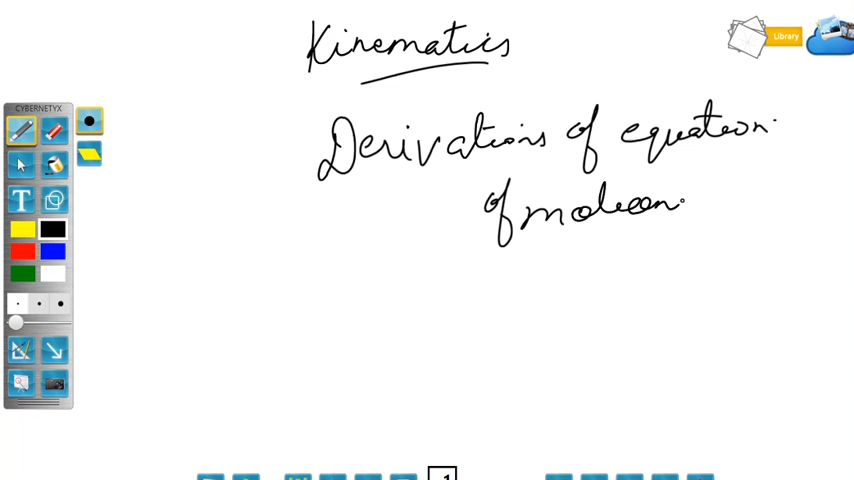 Kinematics
Library
CYBERNETYX
Derivations of equation
of motion.
T
1